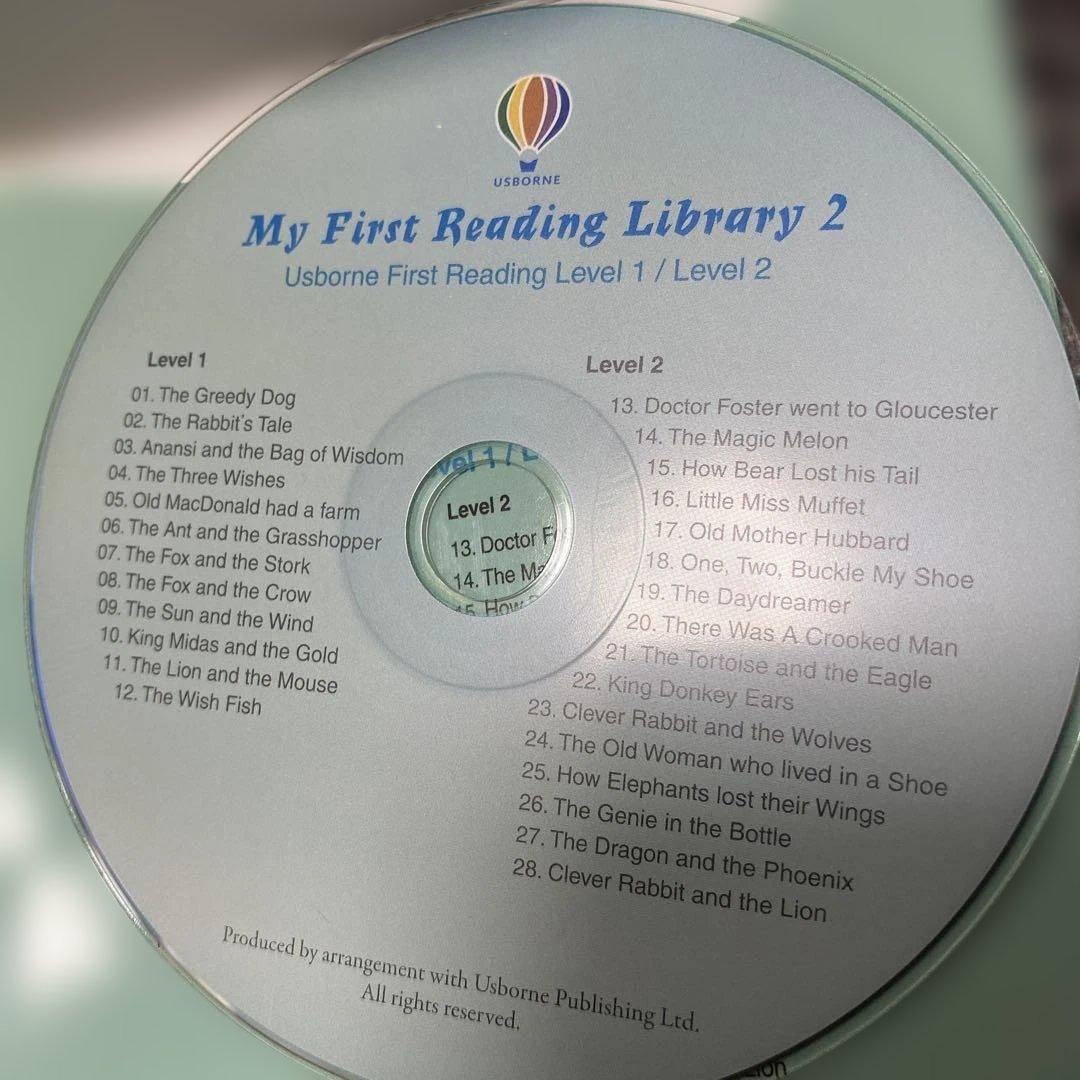 USBORNE
My First Reading Library 2
Usborne First Reading Level 1 / Level 2
Level 1
01. The Greedy Dog
02. The Rabbit's Tale
03. Anansi and the Bag of Wisdom
04. The Three Wishes
05. Old MacDonald had a farm
06. The Ant and the Grasshopper
07. The Fox and the Stork
08. The Fox and the Crow
09. The Sun and the Wind
10. King Midas and the Gold
11. The Lion and the Mouse
12. The Wish Fish
Level 2
13. Doctor Foster went to Gloucester
14. The Magic Melon
15. How Bear Lost his Tail
16. Little Miss Muffet
17. Old Mother Hubbard
18. One, Two, Buckle My Shoe
19. The Daydreamer
20. There Was A Crooked Man
21. The Tortoise and the Eagle
22. King Donkey Ears
23. Clever Rabbit and the Wolves
24. The Old Woman who lived in a Shoe
25. How Elephants lost their Wings
26. The Genie in the Bottle
27. The Dragon and the Phoenix
28. Clever Rabbit and the Lion
Level 2
13. Doctor
14. The
How
Produced by arrangement with Usborne Publishing Ltd.
All rights reserved.